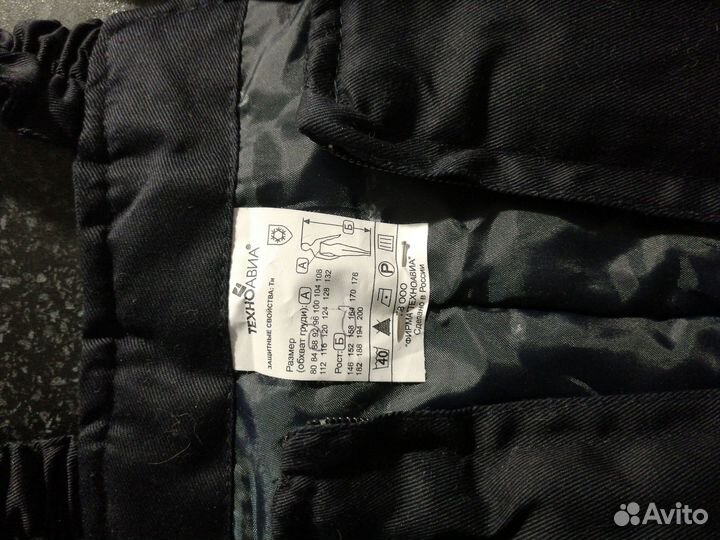 ТЕХНОАВИА®
ЗАЩИТНЫЕ СВОЙСТВА: Тн
Размер
(обхват груди): А
80 84 88 92/96 100 104 108
112 116 120 124 128 132
Рост: Б
146 152 158 164 170 176
182 188 194 200
А
Б
40
P
ООО
"ФИРМА "ТЕХНОАВИА"
Сделано в России
Avito